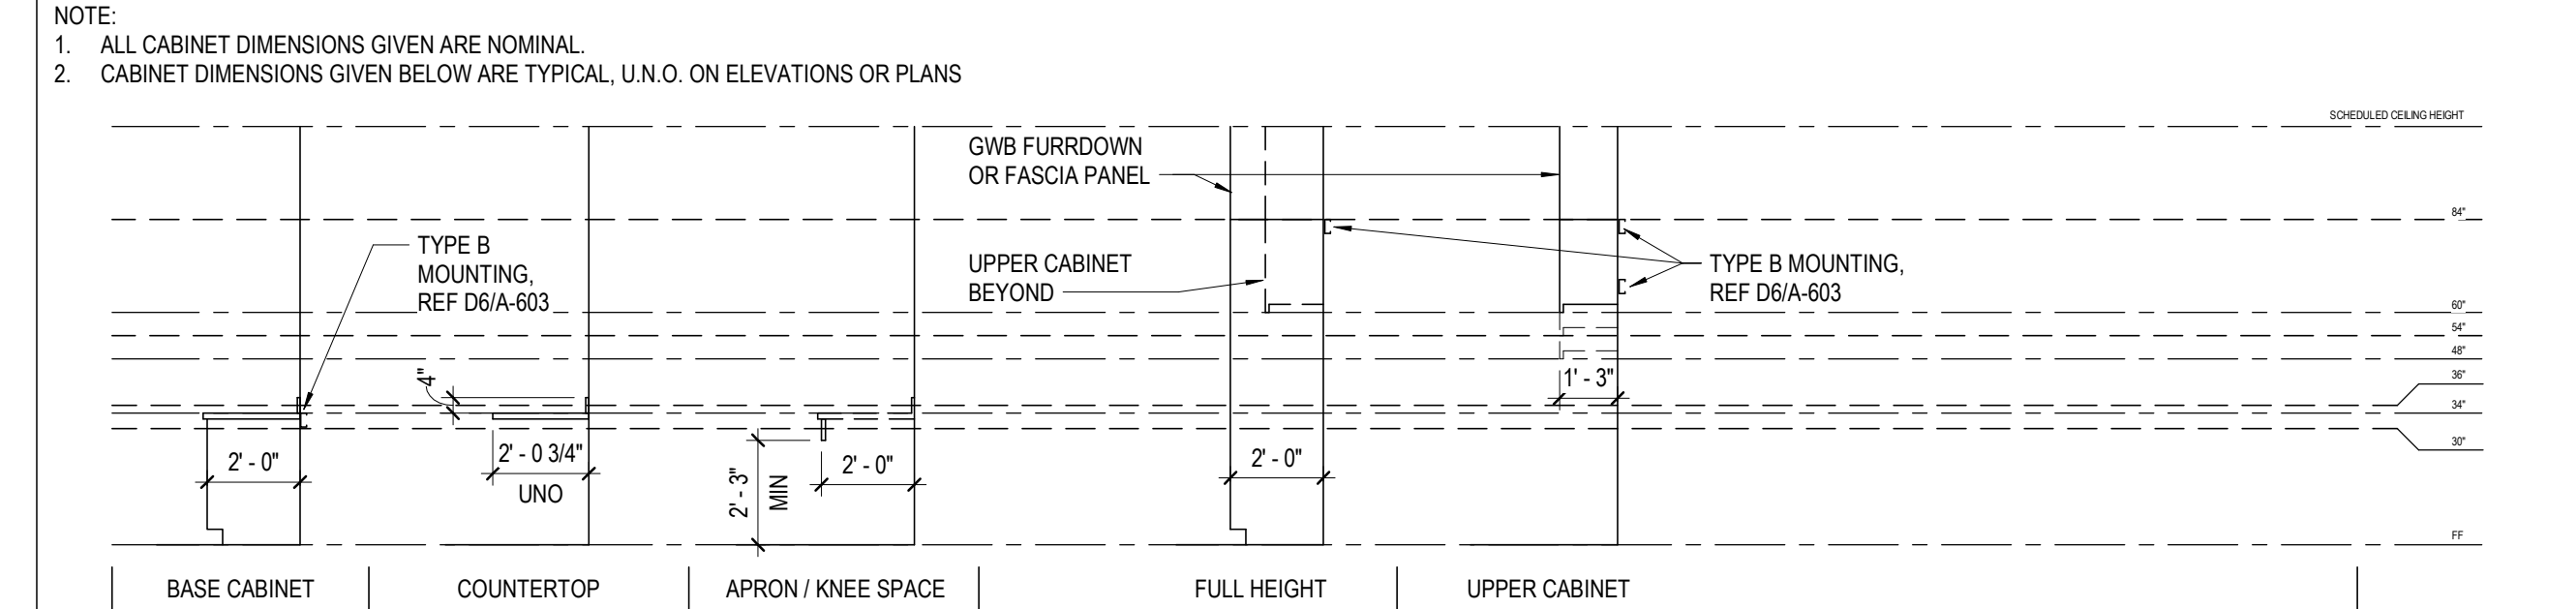 NOTE:
1. ALL CABINET DIMENSIONS GIVEN ARE NOMINAL.
2. CABINET DIMENSIONS GIVEN BELOW ARE TYPICAL, U.N.O. ON ELEVATIONS OR PLANS
SCHEDULED CEILING HEIGHT
GWB FURRDOWN
OR FASCIA PANEL
84"
TYPE B
MOUNTING,
REF D6/A-603
UPPER CABINET
BEYOND
TYPE B MOUNTING,
REF D6/A-603
60"
54"
48"
36"
34"
30"
4"
1' - 3"
2' - 0"
2' - 0 3/4"
UNO
2' - 3"
MIN
2' - 0"
2' - 0"
FF
BASE CABINET
COUNTERTOP
APRON / KNEE SPACE
FULL HEIGHT
UPPER CABINET